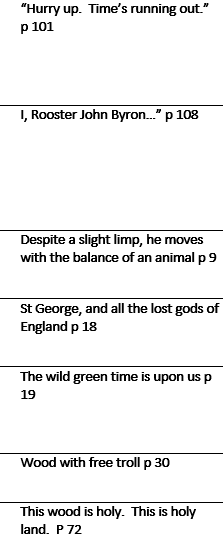 “Hurry up.  Time’s running out.”
p 101
I, Rooster John Byron...” p 108
Despite a slight limp, he moves
with the balance of an animal p 9
St George, and all the lost gods of
England p 18
The wild green time is upon us p
19
Wood with free troll p 30
This wood is holy.  This is holy
land.  P 72